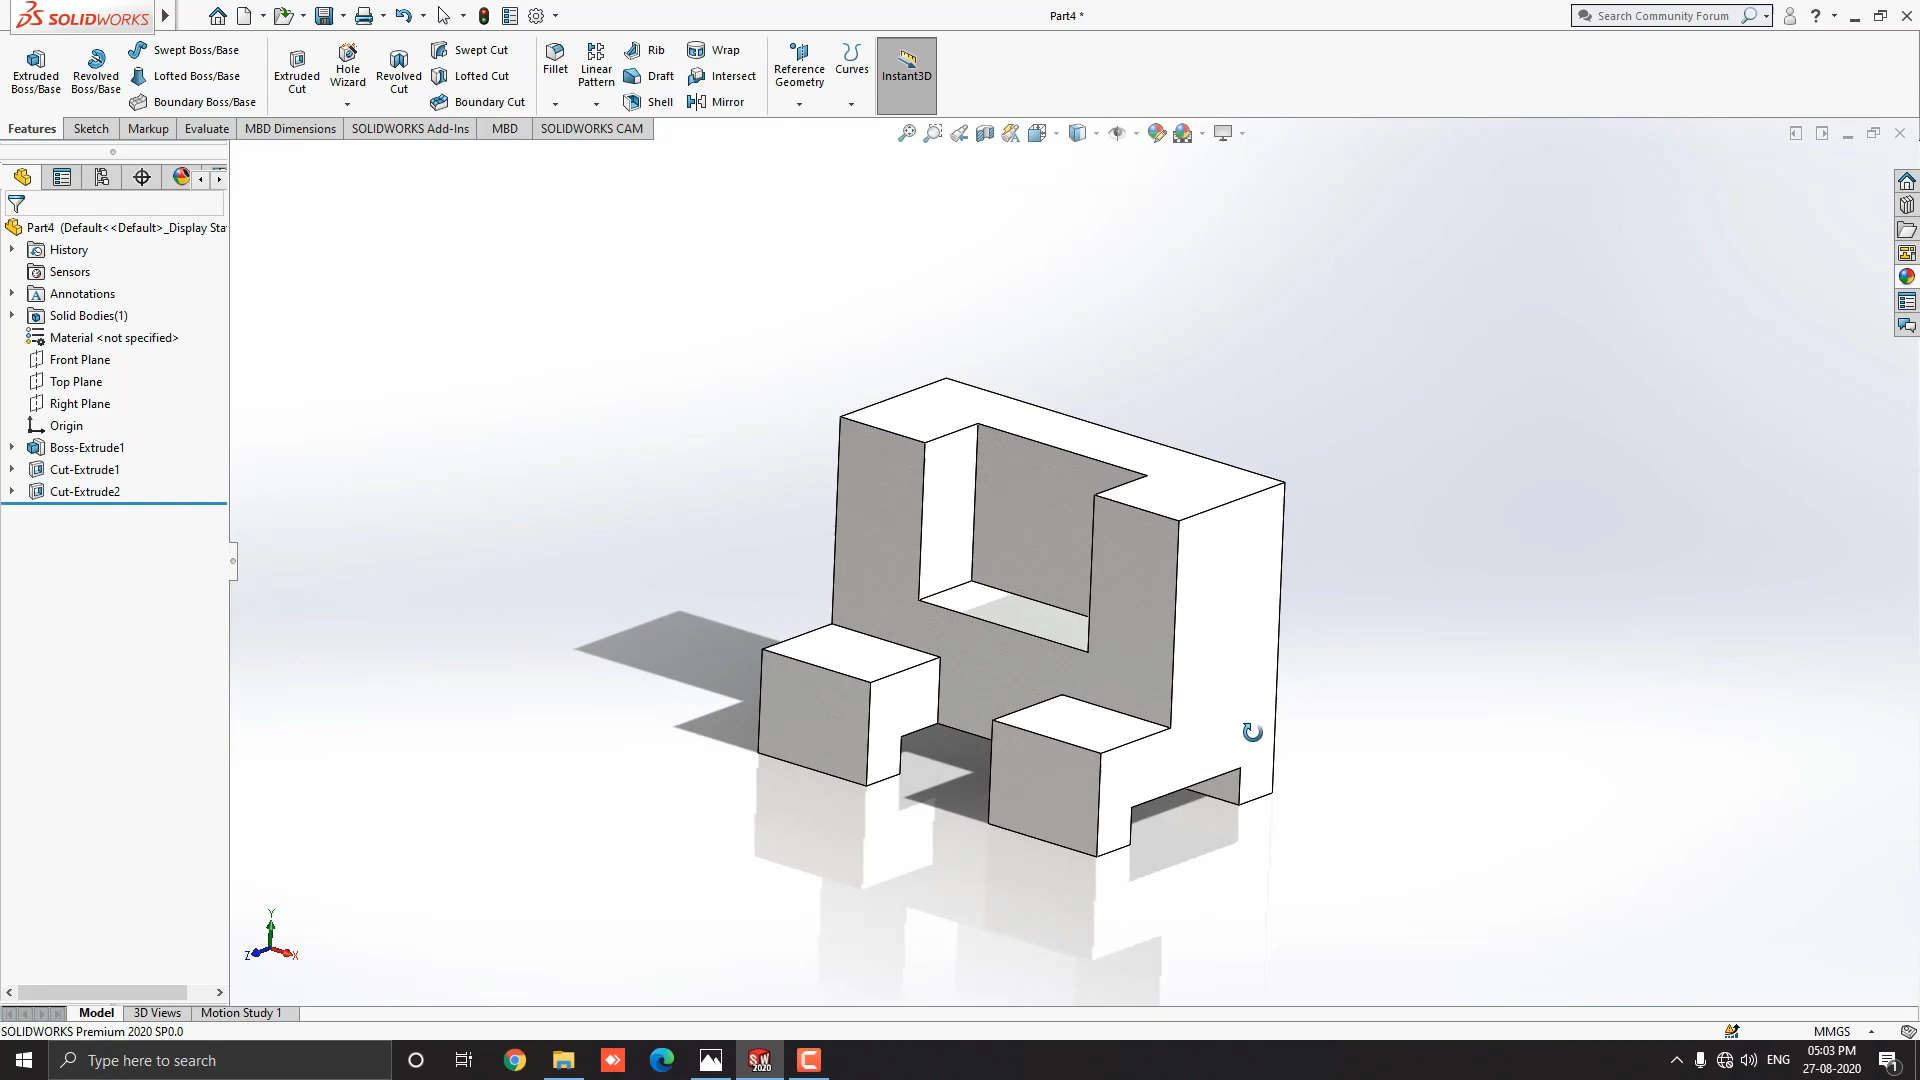 SOLIDWORKS
Part4 *
Search Community Forum
?
Extruded Boss/Base
Revolved Boss/Base
Swept Boss/Base
Lofted Boss/Base
Boundary Boss/Base
Extruded Cut
Hole Wizard
Revolved Cut
Swept Cut
Lofted Cut
Boundary Cut
Fillet
Linear Pattern
Rib
Draft
Shell
Wrap
Intersect
Mirror
Reference Geometry
Curves
Instant3D
Features
Sketch
Markup
Evaluate
MBD Dimensions
SOLIDWORKS Add-Ins
MBD
SOLIDWORKS CAM
Part4 (Default<<Default>_Display Sta
History
Sensors
Annotations
Solid Bodies(1)
Material <not specified>
Front Plane
Top Plane
Right Plane
Origin
Boss-Extrude1
Cut-Extrude1
Cut-Extrude2
Y
Z
X
Model
3D Views
Motion Study 1
SOLIDWORKS Premium 2020 SP0.0
MMGS
Type here to search
SW
2020
ENG
05:03 PM
27-08-2020
1